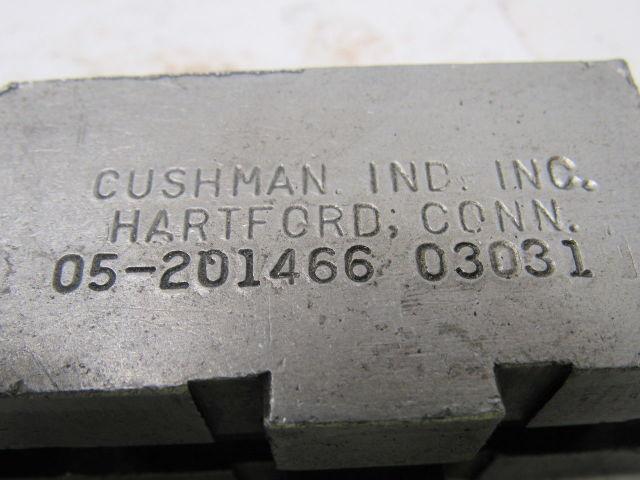 CUSHMAN. IND. INC.
HARTFORD, CONN.
05-201466 03031